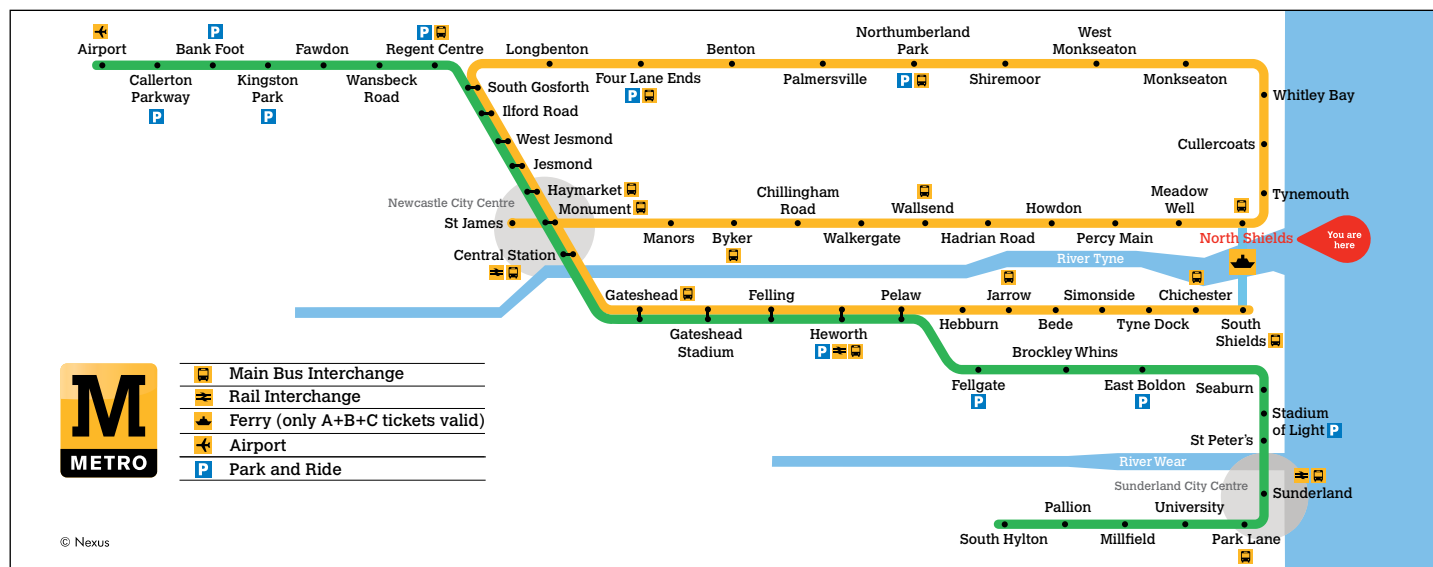 Airport
Bank Foot
Fawdon
Regent Centre
Callerton
Parkway
Kingston
Park
Wansbeck
Road
Longbenton
Four Lane Ends
Benton
Palmersville
Northumberland
Park
Shiremoor
West
Monkseaton
Monkseaton
South Gosforth
Ilford Road
West Jesmond
Jesmond
Haymarket
Newcastle City Centre
Monument
St James
Central Station
Whitley Bay
Cullercoats
Tynemouth
Manors
Byker
Chillingham
Road
Walkergate
Wallsend
Hadrian Road
Howdon
Percy Main
Meadow
Well
North Shields
You are
here
River Tyne
Gateshead
Gateshead
Stadium
Felling
Heworth
Pelaw
Hebburn
Jarrow
Bede
Simonside
Tyne Dock
Chichester
South
Shields
Fellgate
Brockley Whins
East Boldon
Seaburn
Stadium
of Light
St Peter's
River Wear
Sunderland City Centre
Sunderland
Park Lane
University
Millfield
Pallion
South Hylton
M
METRO
Main Bus Interchange
Rail Interchange
Ferry (only A+B+C tickets valid)
Airport
P Park and Ride
© Nexus